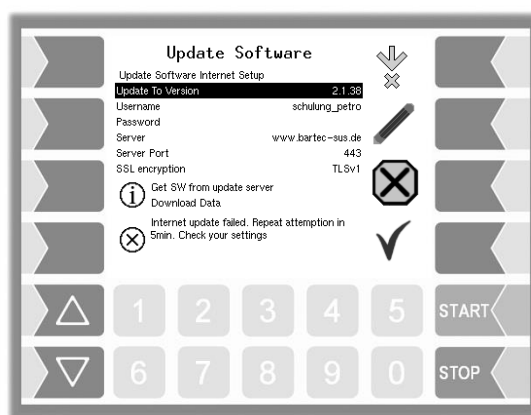 Update Software
Update Software Internet Setup
Update To Version 2.1.38
Username schulung_petro
Password
Server www.bartec-sus.de
Server Port 443
SSL encryption TLSv1
Get SW from update server
Download Data
Internet update failed. Repeat attemption in
5min. Check your settings
1 2 3 4 5 START
6 7 8 9 0 STOP